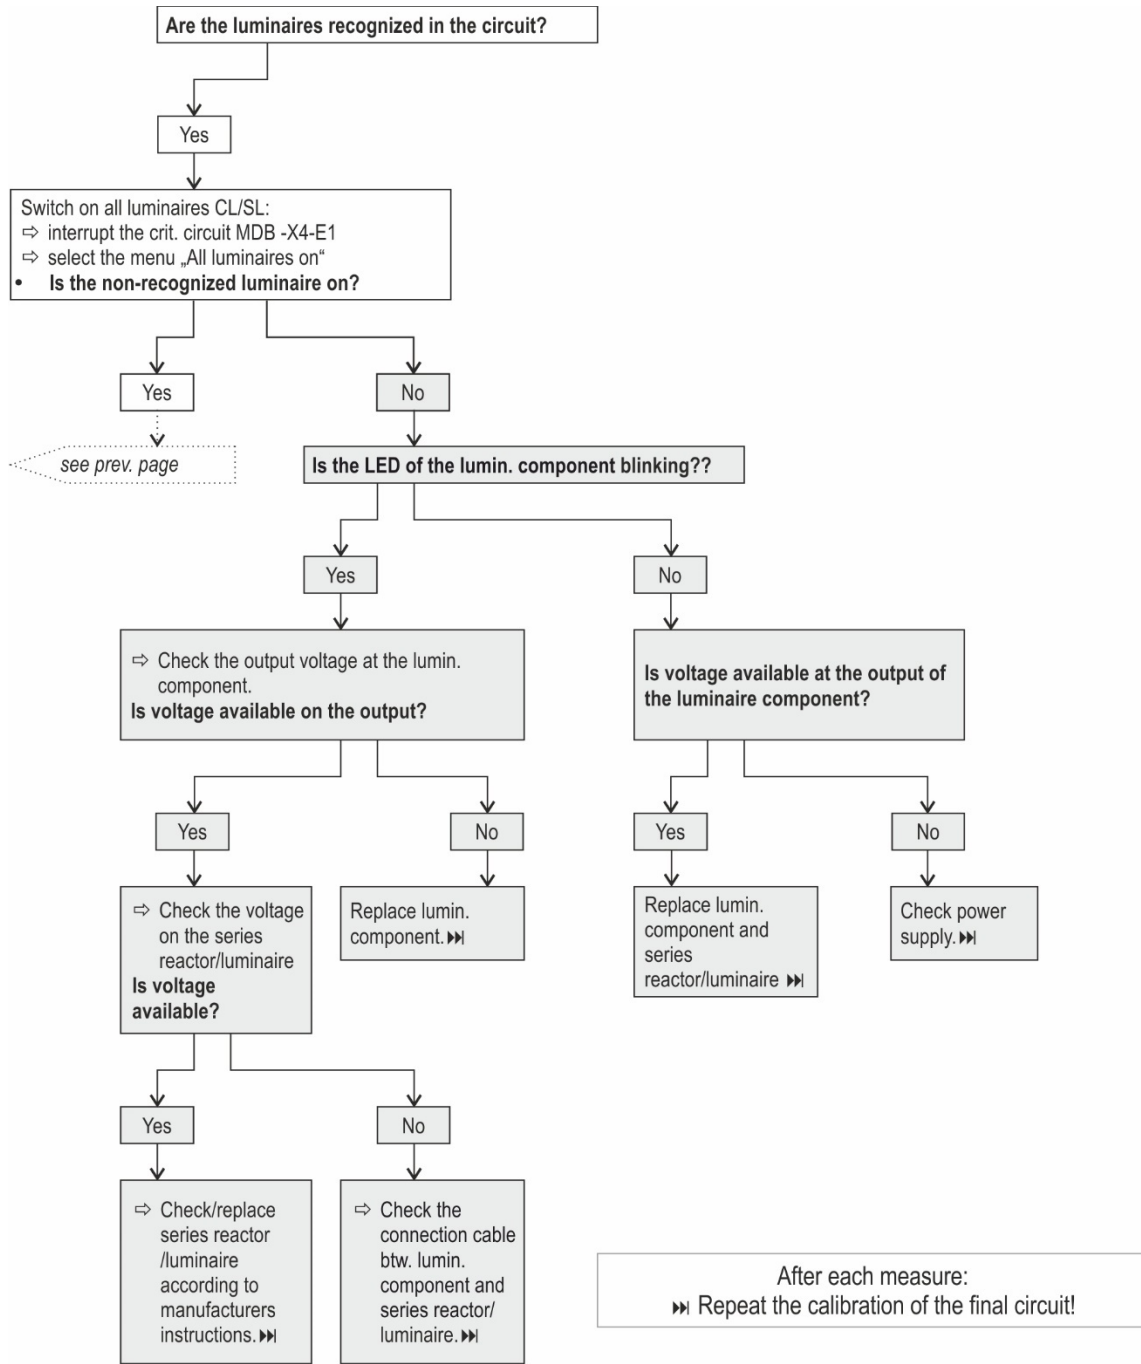 Are the luminaires recognized in the circuit?
Yes
Switch on all luminaires CL/SL:
⇨ interrupt the crit. circuit MDB -X4-E1
⇨ select the menu „All luminaires on“
• Is the non-recognized luminaire on?
Yes
No
see prev. page
Is the LED of the lumin. component blinking??
Yes
No
⇨ Check the output voltage at the lumin.
component.
Is voltage available on the output?
Is voltage available at the output of
the luminaire component?
Yes
No
Yes
No
⇨ Check the voltage
on the series
reactor/luminaire
Is voltage
available?
Replace lumin.
component.⏭
Replace lumin.
component and
series
reactor/luminaire ⏭
Check power
supply.⏭
Yes
No
⇨ Check/replace
series reactor
/luminaire
according to
manufacturers
instructions.⏭
⇨ Check the
connection cable
btw. lumin.
component and
series reactor/
luminaire.⏭
After each measure:
⏭ Repeat the calibration of the final circuit!